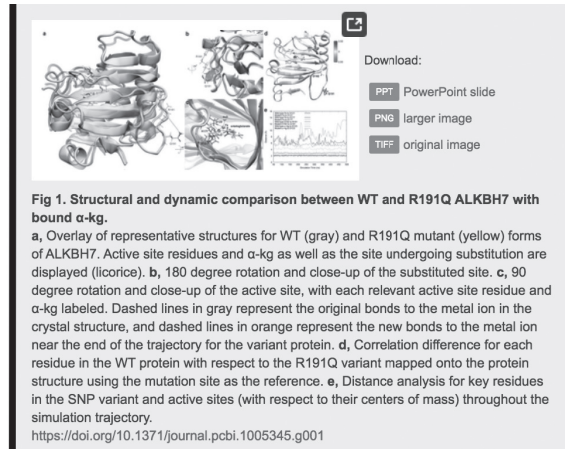 a
b
d
Download:
PPT PowerPoint slide
PNG larger image
TIFF original image
Fig 1. Structural and dynamic comparison between WT and R191Q ALKBH7 with
bound α-kg.
a, Overlay of representative structures for WT (gray) and R191Q mutant (yellow) forms
of ALKBH7. Active site residues and α-kg as well as the site undergoing substitution are
displayed (licorice). b, 180 degree rotation and close-up of the substituted site. c, 90
degree rotation and close-up of the active site, with each relevant active site residue and
α-kg labeled. Dashed lines in gray represent the original bonds to the metal ion in the
crystal structure, and dashed lines in orange represent the new bonds to the metal ion
near the end of the trajectory for the variant protein. d, Correlation difference for each
residue in the WT protein with respect to the R191Q variant mapped onto the protein
structure using the mutation site as the reference. e, Distance analysis for key residues
in the SNP variant and active sites (with respect to their centers of mass) throughout the
simulation trajectory.
https://doi.org/10.1371/journal.pcbi.1005345.g001